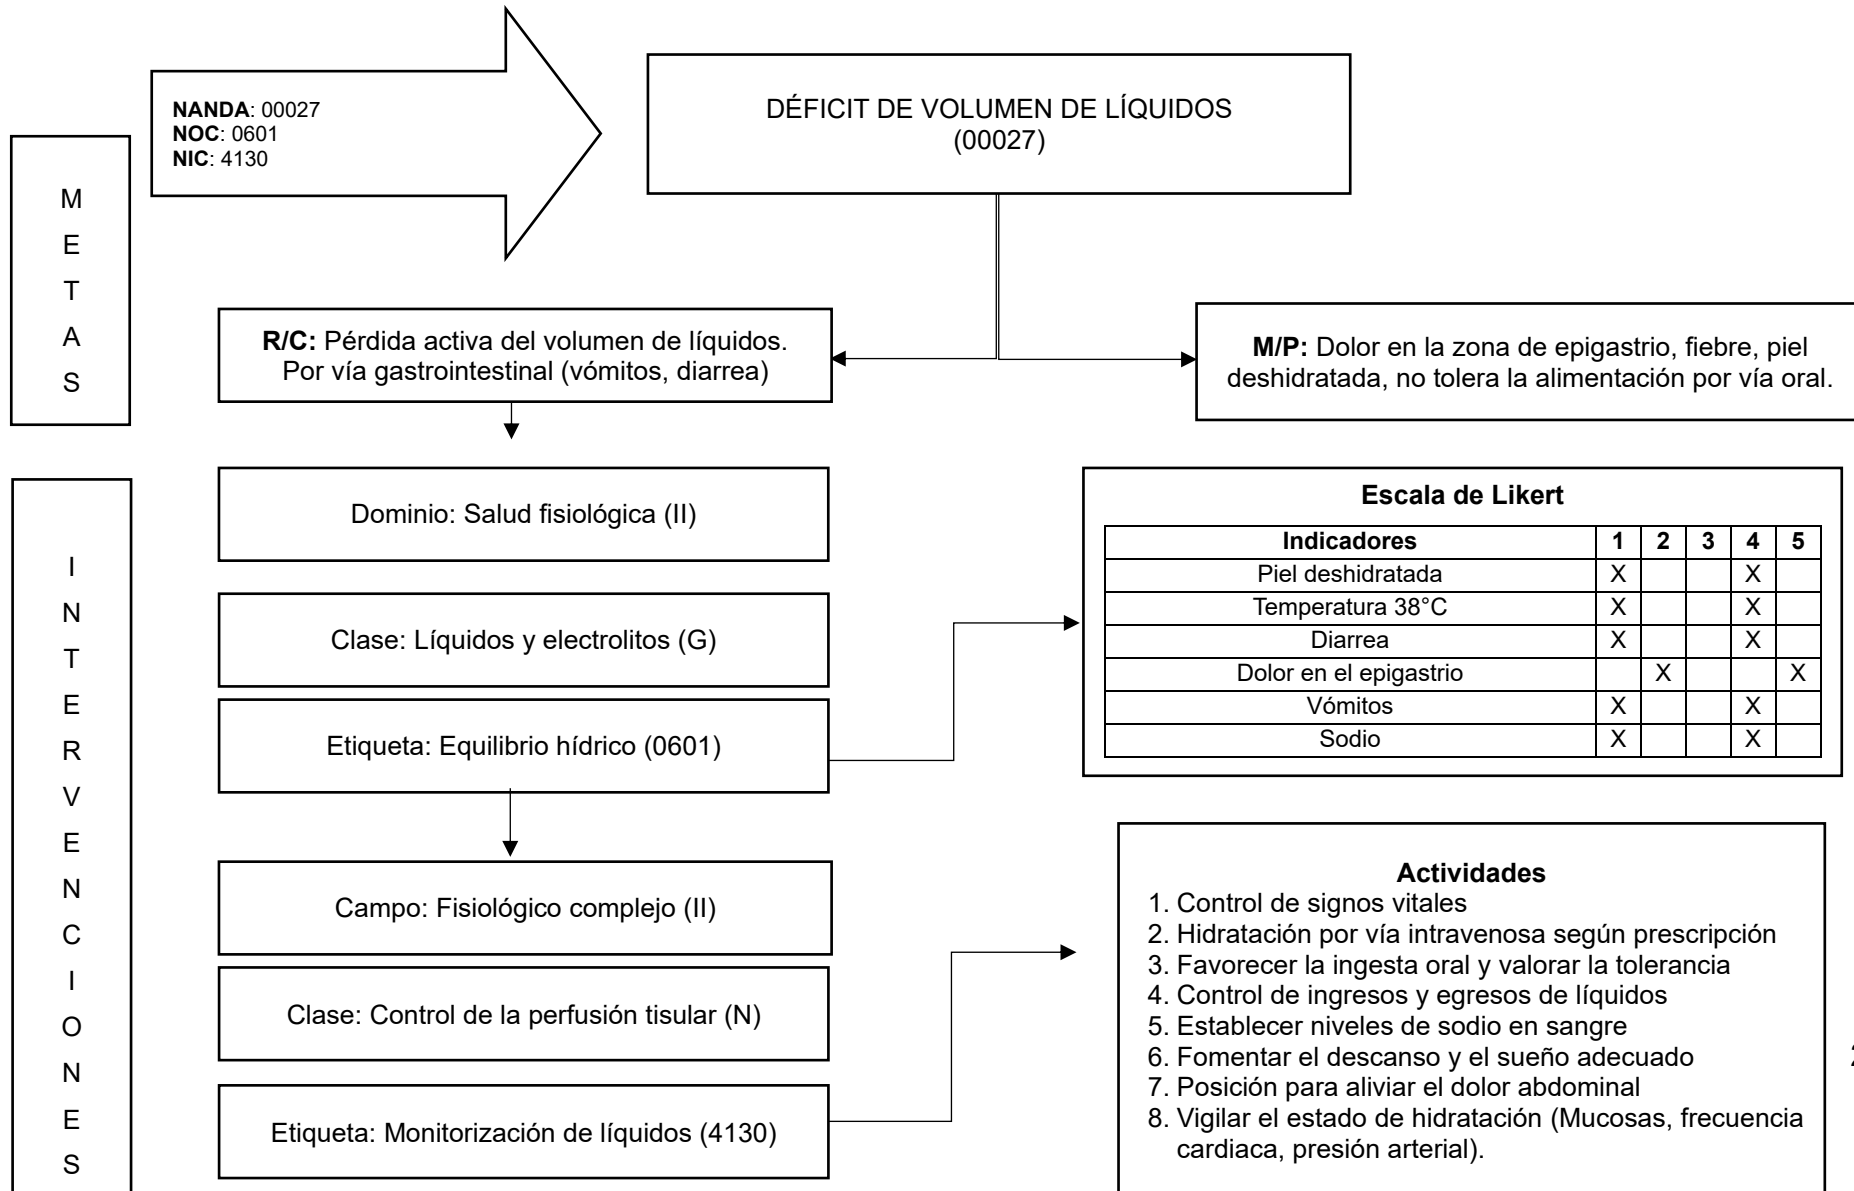 NANDA: 00027
NOC: 0601
NIC: 4130
DÉFICIT DE VOLUMEN DE LÍQUIDOS
(00027)
M
E
T
A
S
R/C: Pérdida activa del volumen de líquidos.
Por vía gastrointestinal (vómitos, diarrea)
M/P: Dolor en la zona de epigastrio, fiebre, piel
deshidratada, no tolera la alimentación por vía oral.
I
N
T
E
R
V
E
N
C
I
O
N
E
S
Dominio: Salud fisiológica (II)
Clase: Líquidos y electrolitos (G)
Etiqueta: Equilibrio hídrico (0601)
Escala de Likert
Indicadores 1 2 3 4 5
Piel deshidratada X X
Temperatura 38°C X X
Diarrea X X
Dolor en el epigastrio X X
Vómitos X X
Sodio X X
Campo: Fisiológico complejo (II)
Clase: Control de la perfusión tisular (N)
Etiqueta: Monitorización de líquidos (4130)
Actividades
1. Control de signos vitales
2. Hidratación por vía intravenosa según prescripción
3. Favorecer la ingesta oral y valorar la tolerancia
4. Control de ingresos y egresos de líquidos
5. Establecer niveles de sodio en sangre
6. Fomentar el descanso y el sueño adecuado
7. Posición para aliviar el dolor abdominal
8. Vigilar el estado de hidratación (Mucosas, frecuencia
cardiaca, presión arterial).